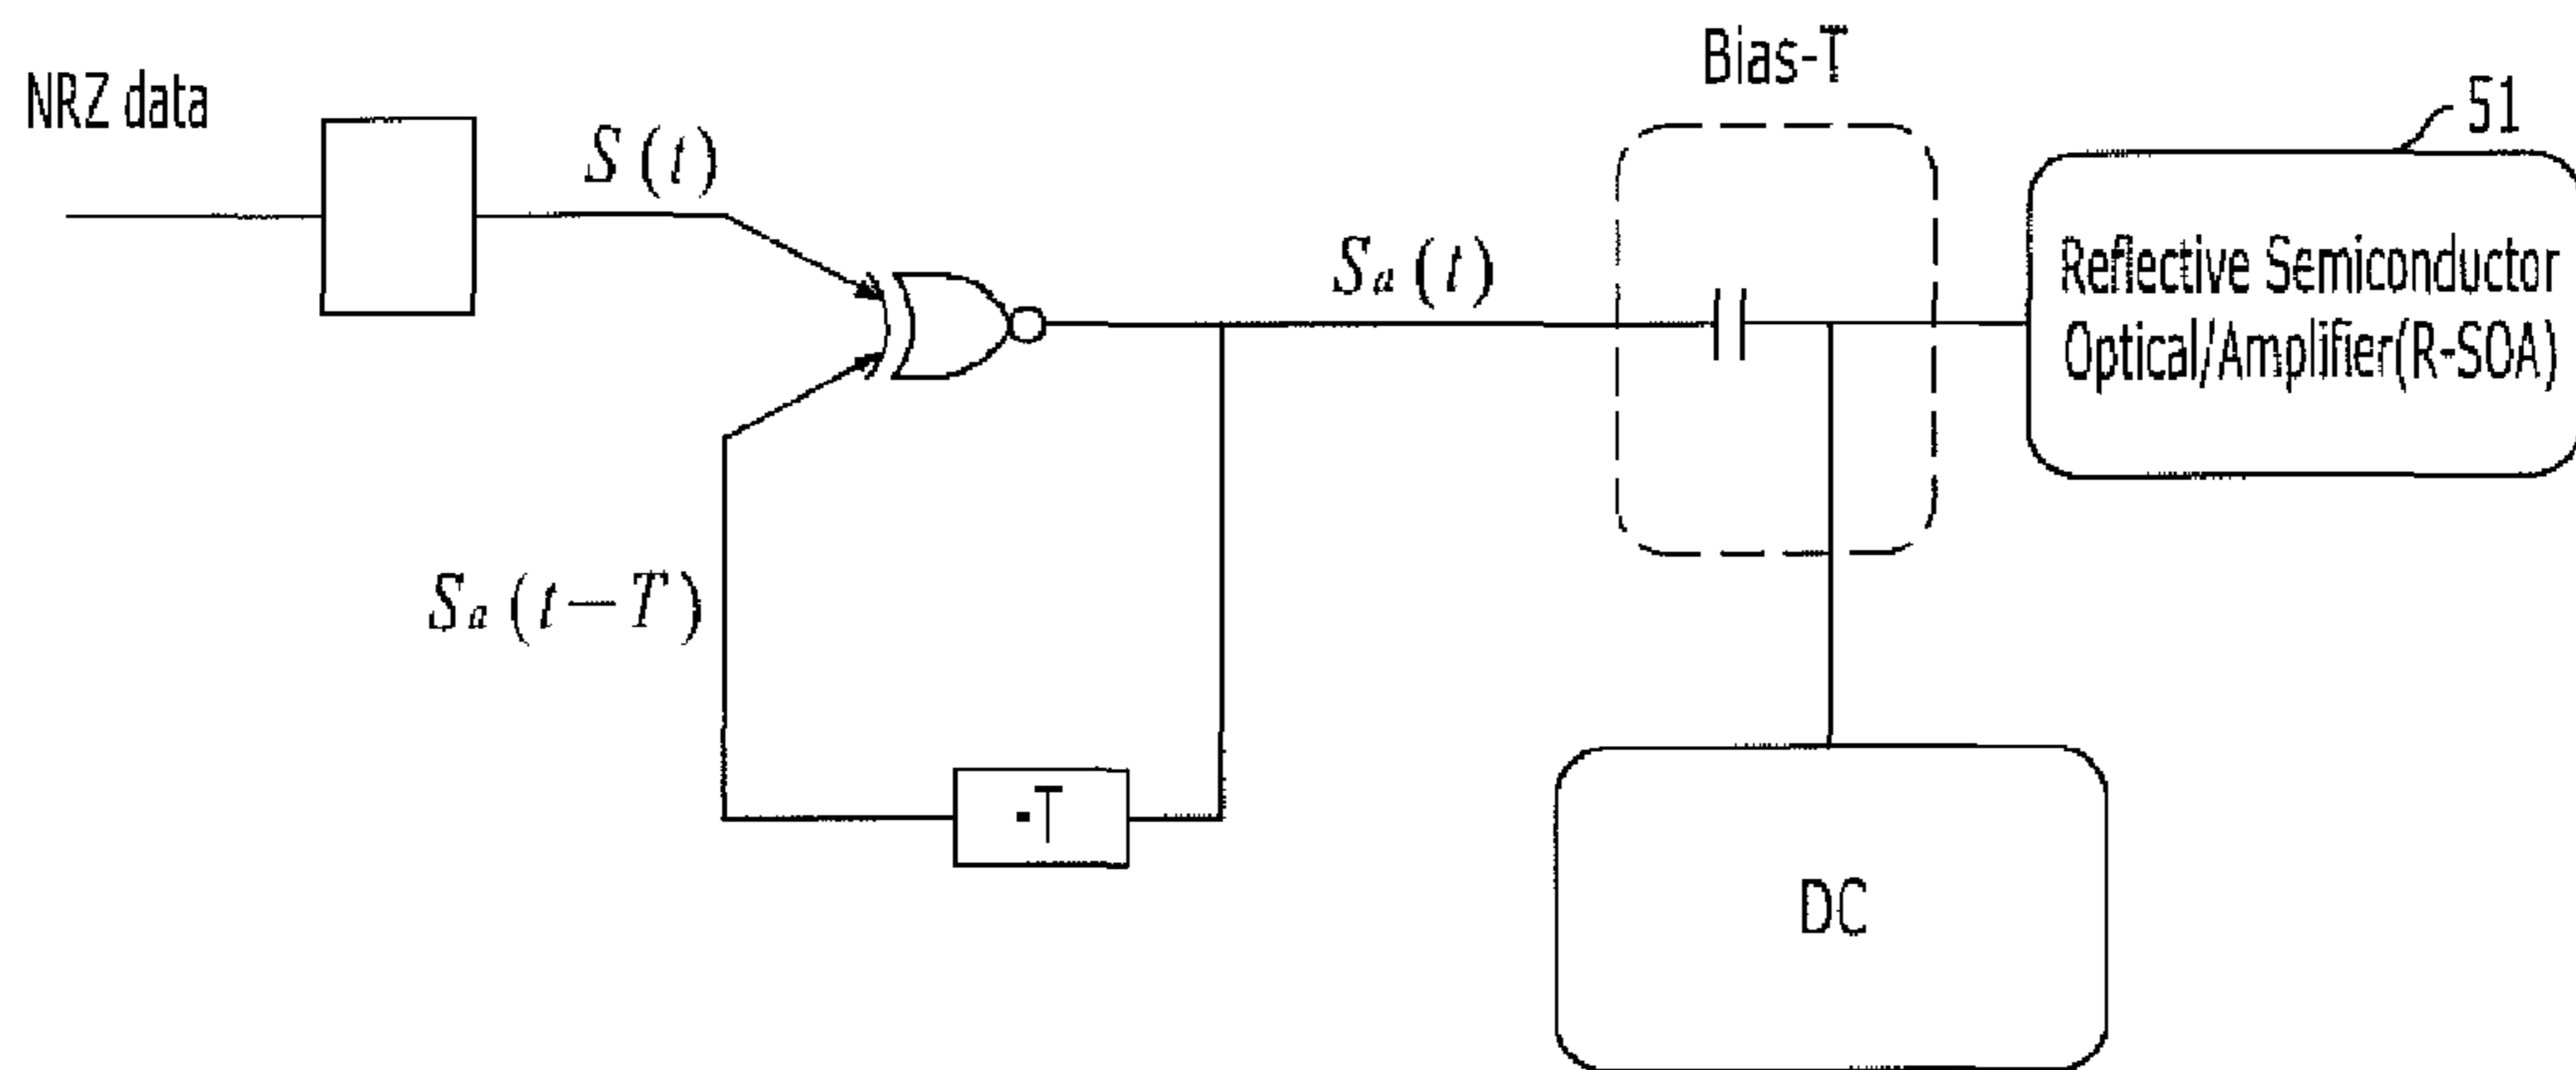 NRZ data
S(t)
Bias-T
51
Reflective Semiconductor
Optical/Amplifier(R-SOA)
Sa(t)
Sa(t-T)
-T
DC